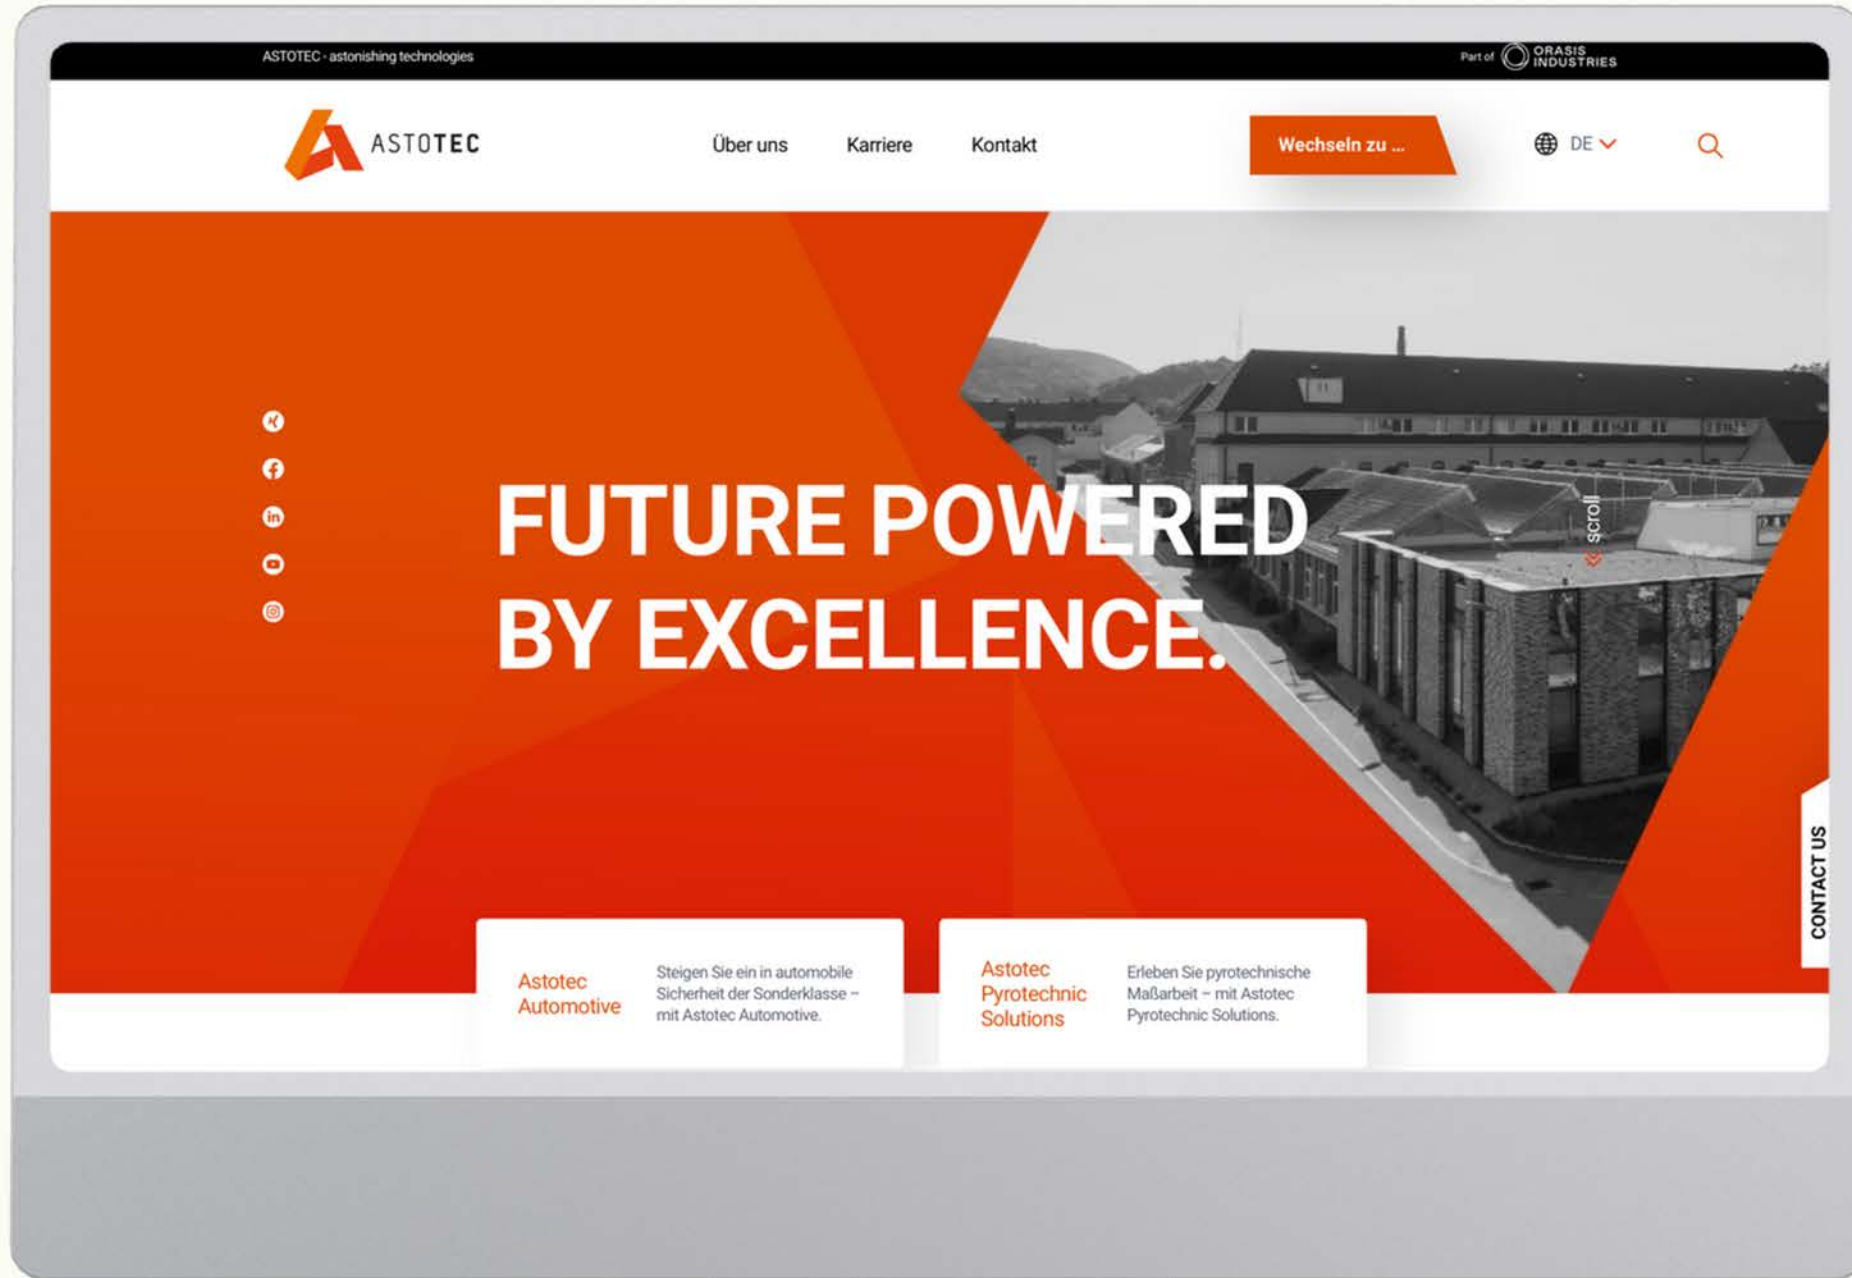 ASTOTEC - astonishing technologies
Part of ORASIS
INDUSTRIES
ASTOTEC
Über uns
Karriere
Kontakt
Wechseln zu ...
DE
FUTURE POWERED
BY EXCELLENCE.
scroll
CONTACT US
Astotec
Automotive
Steigen Sie ein in automobile
Sicherheit der Sonderklasse –
mit Astotec Automotive.
Astotec
Pyrotechnic
Solutions
Erleben Sie pyrotechnische
Maßarbeit – mit Astotec
Pyrotechnic Solutions.